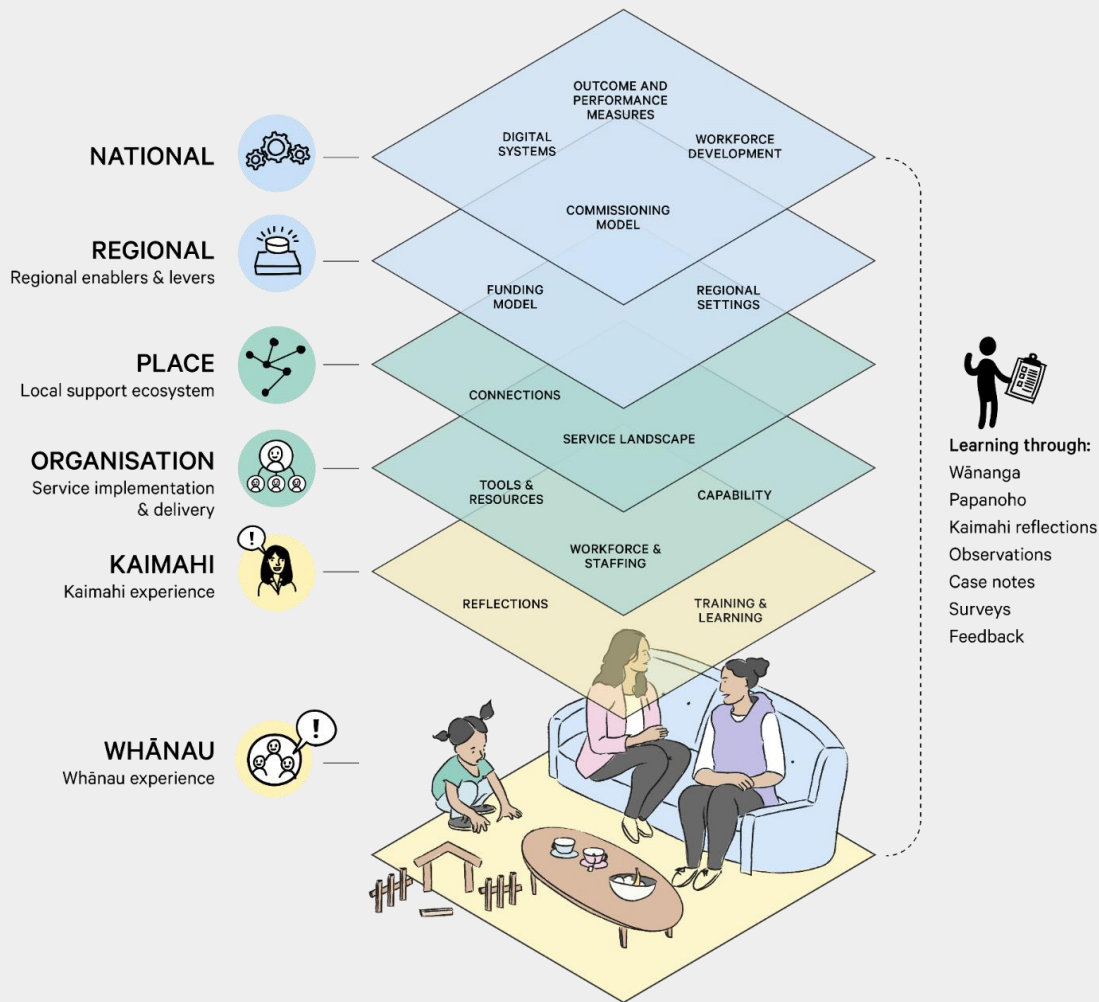 NATIONAL
OUTCOME AND
PERFORMANCE
MEASURES
DIGITAL
SYSTEMS
WORKFORCE
DEVELOPMENT
COMMISSIONING
MODEL
REGIONAL
Regional enablers & levers
FUNDING
MODEL
REGIONAL
SETTINGS
PLACE
Local support ecosystem
CONNECTIONS
SERVICE LANDSCAPE
ORGANISATION
Service implementation
& delivery
TOOLS &
RESOURCES
CAPABILITY
WORKFORCE &
STAFFING
KAIMAHI
Kaimahi experience
!
REFLECTIONS
TRAINING &
LEARNING
WHĀNAU
Whānau experience
!
Learning through:
Wānanga
Papanoho
Kaimahi reflections
Observations
Case notes
Surveys
Feedback